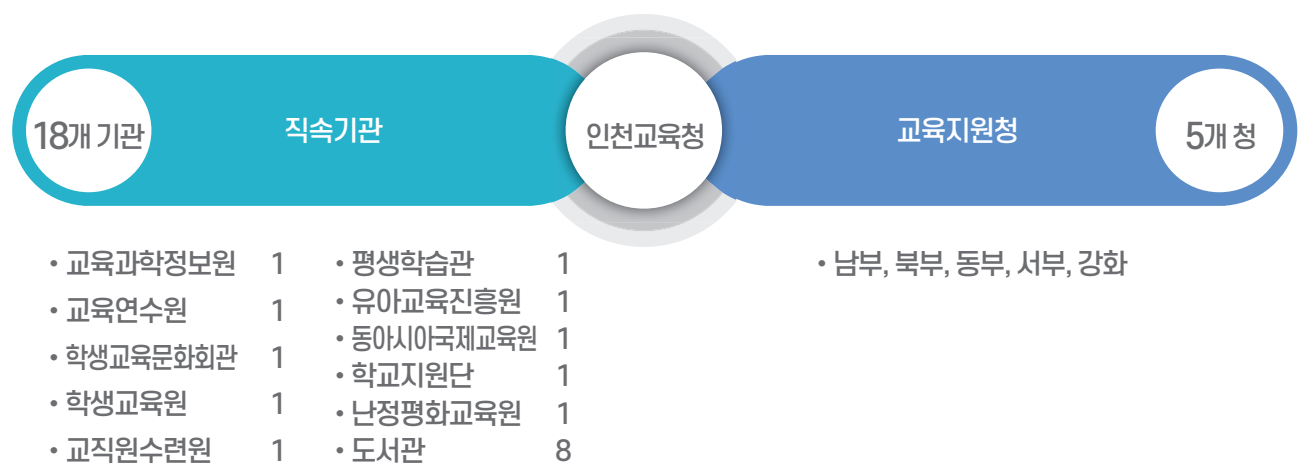 18개 기관
직속기관
인천교육청
교육지원청
5개 청
• 교육과학정보원 1
• 교육연수원 1
• 학생교육문화회관 1
• 학생교육원 1
• 교직원수련원 1
• 평생학습관 1
• 유아교육진흥원 1
• 동아시아국제교육원 1
• 학교지원단 1
• 난정평화교육원 1
• 도서관 8
• 남부, 북부, 동부, 서부, 강화